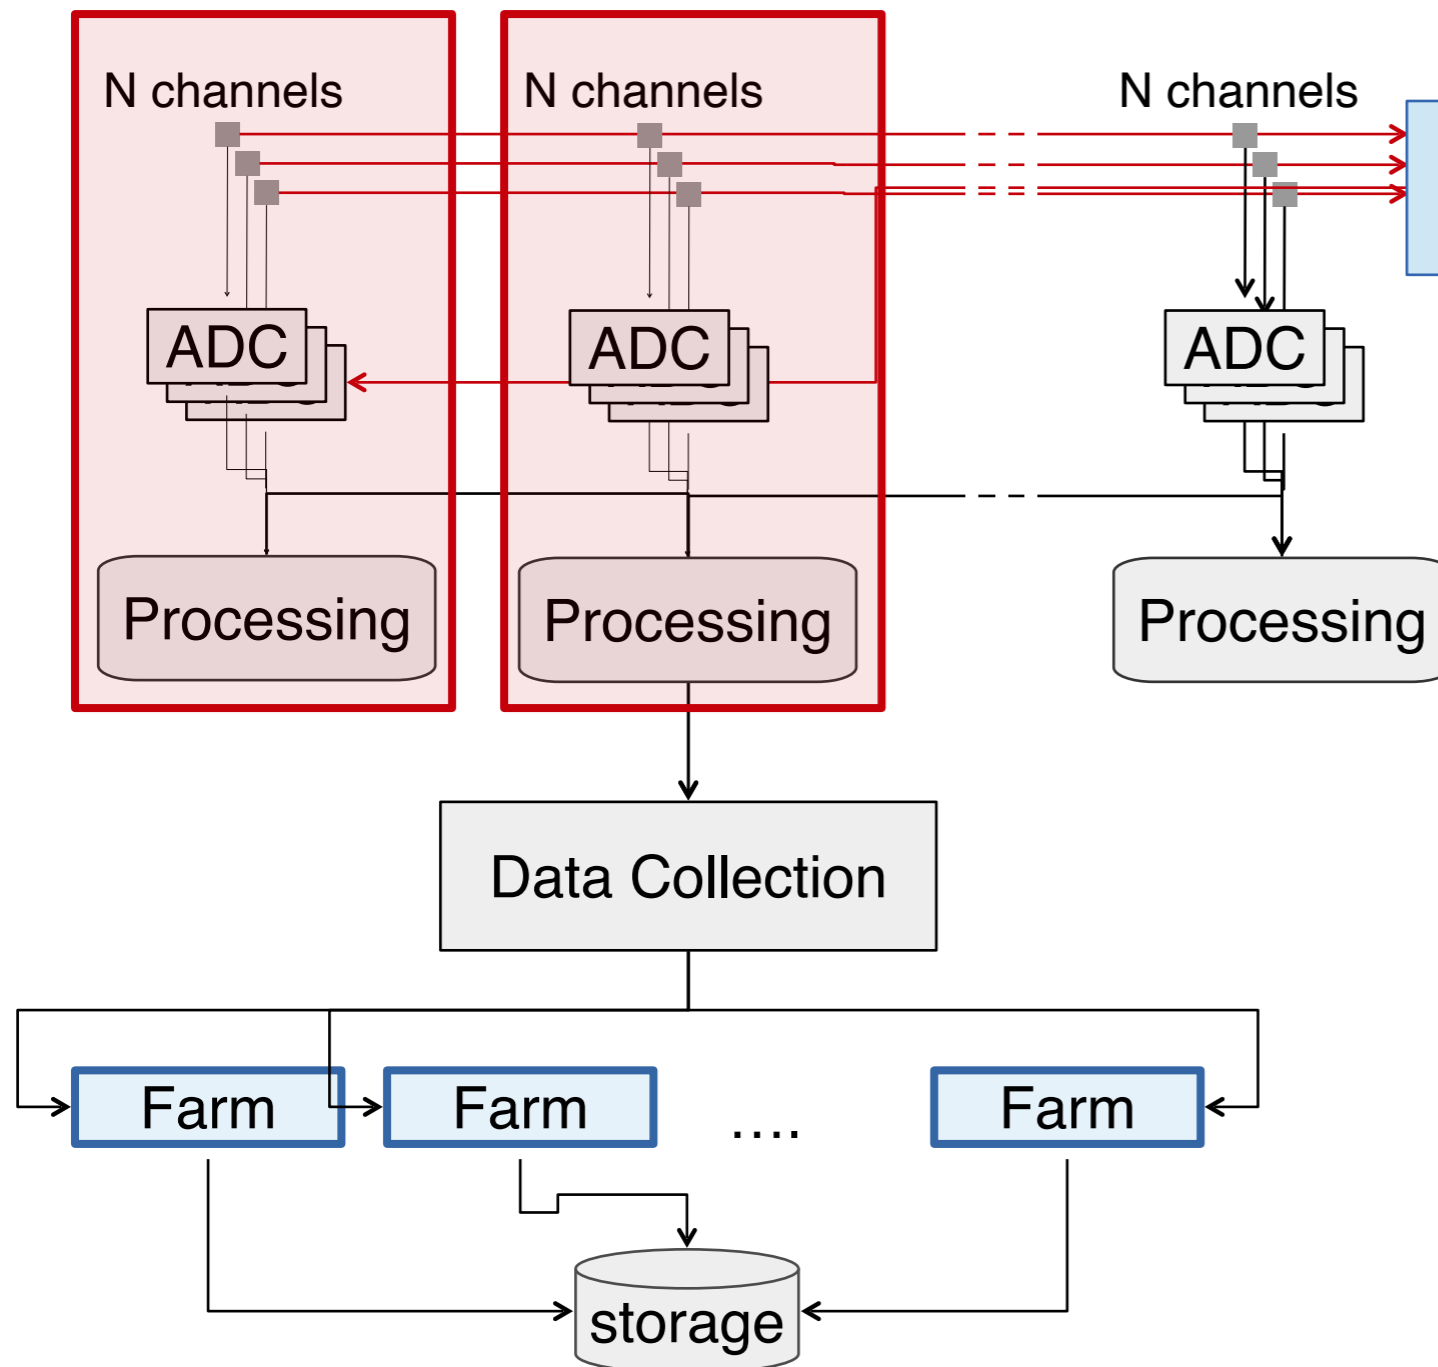 N channels
N channels
N channels
ADC
ADC
ADC
Processing
Processing
Processing
Data Collection
Farm
Farm
....
Farm
storage